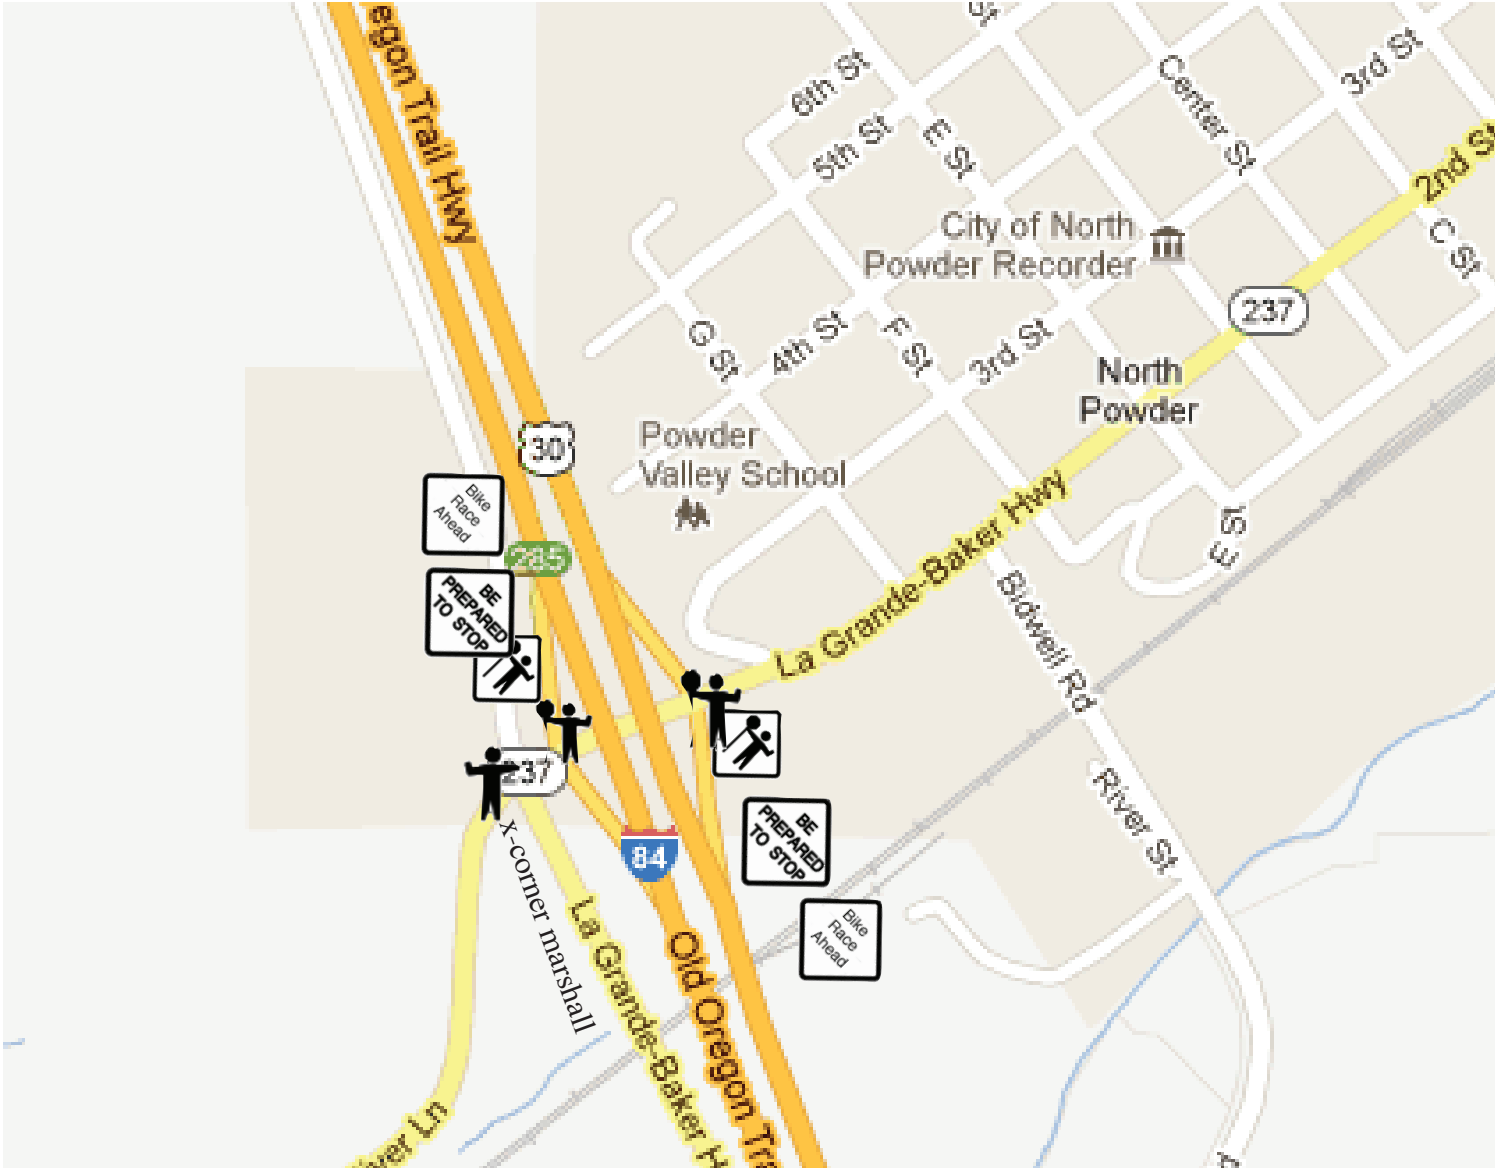 egon Trail Hwy
6th St
5th St
E St
Center St
3rd St
2nd St
C St
City of North
Powder Recorder
237
G St
4th St
F St
3rd St
North
Powder
30
Powder
Valley School
Bike
Race
Ahead
285
BE
PREPARED
TO STOP
La Grande-Baker Hwy
E St
Bidwell Rd
237
River St
84
BE
PREPARED
TO STOP
x-corner marshall
Bike
Race
Ahead
La Grande-Baker H
Old Oregon Tra
iver Ln